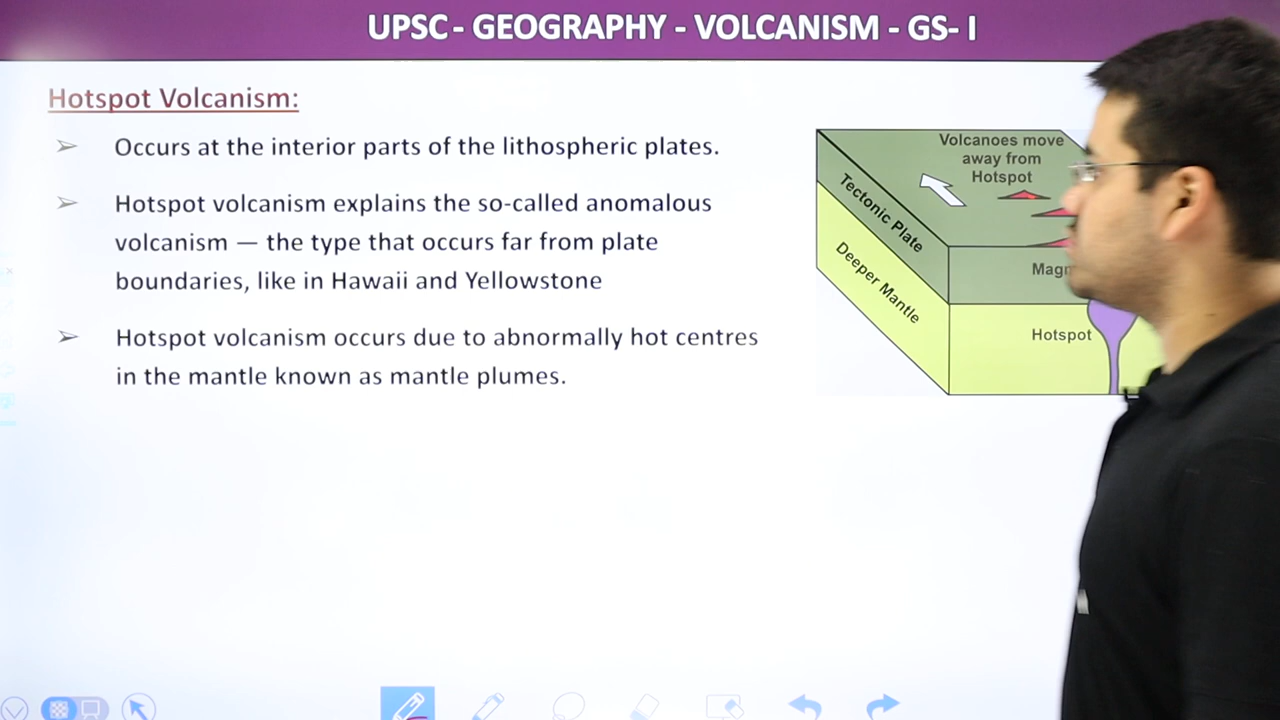 UPSC - GEOGRAPHY - VOLCANISM - GS- I
Hotspot Volcanism:
➢ Occurs at the interior parts of the lithospheric plates.
➢ Hotspot volcanism explains the so-called anomalous
volcanism — the type that occurs far from plate
boundaries, like in Hawaii and Yellowstone
➢ Hotspot volcanism occurs due to abnormally hot centres
in the mantle known as mantle plumes.
Volcanoes move
away from
Hotspot
Tectonic Plate
Deeper Mantle
Hotspot